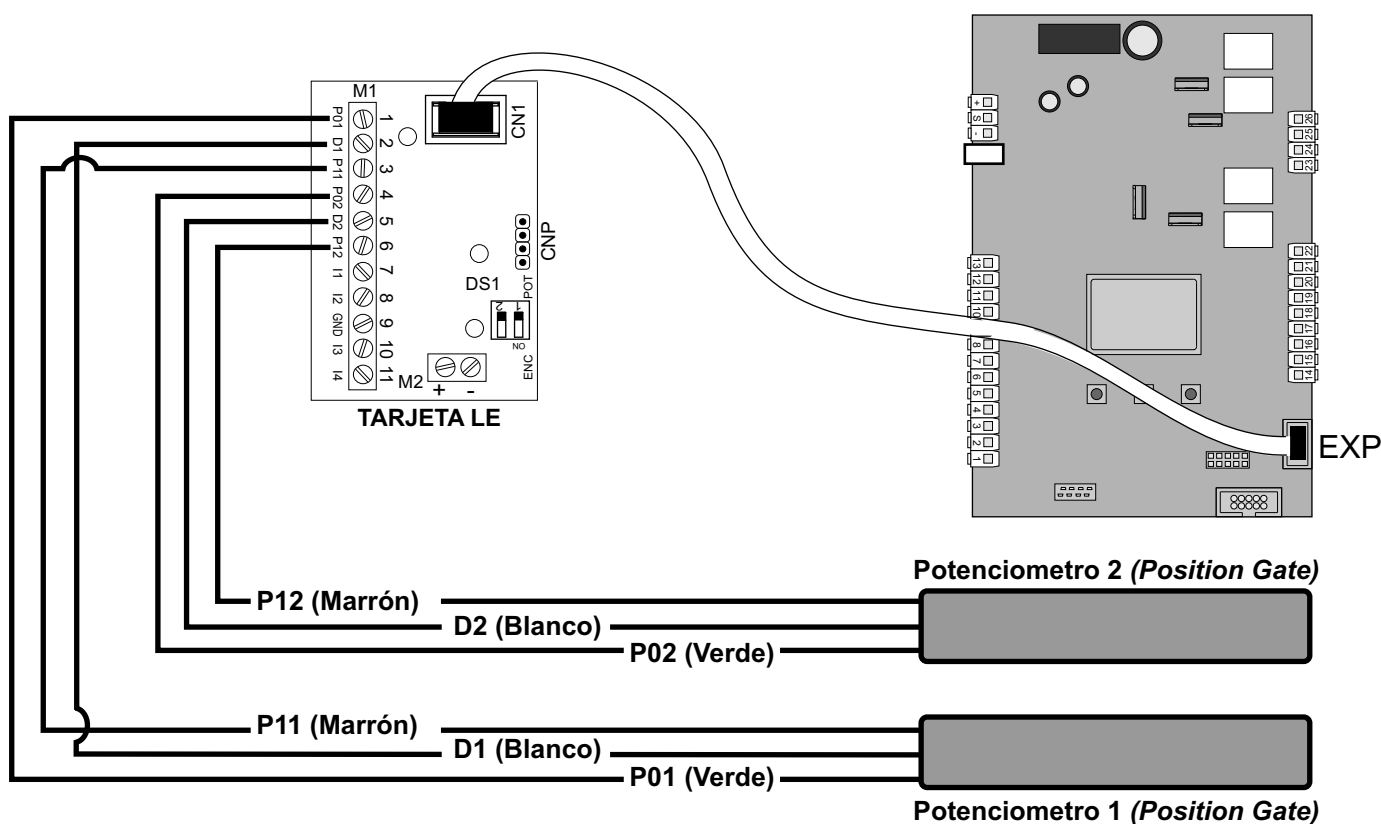 M1
P01 1
D1 2
P11 3
P02 4
D2 5
P12 6
I1 7
I2 8
GND 9
I3 10
I4 11
CN1
CNP
DS1
POT
2 1
NO
ENC
M2
+ -
TARJETA LE
+
S
-
13
12
11
10
8
7
6
5
4
3
2
1
26
25
24
23
22
21
20
19
18
17
16
15
14
EXP
Potenciometro 2 (Position Gate)
P12 (Marrón)
D2 (Blanco)
P02 (Verde)
P11 (Marrón)
D1 (Blanco)
P01 (Verde)
Potenciometro 1 (Position Gate)